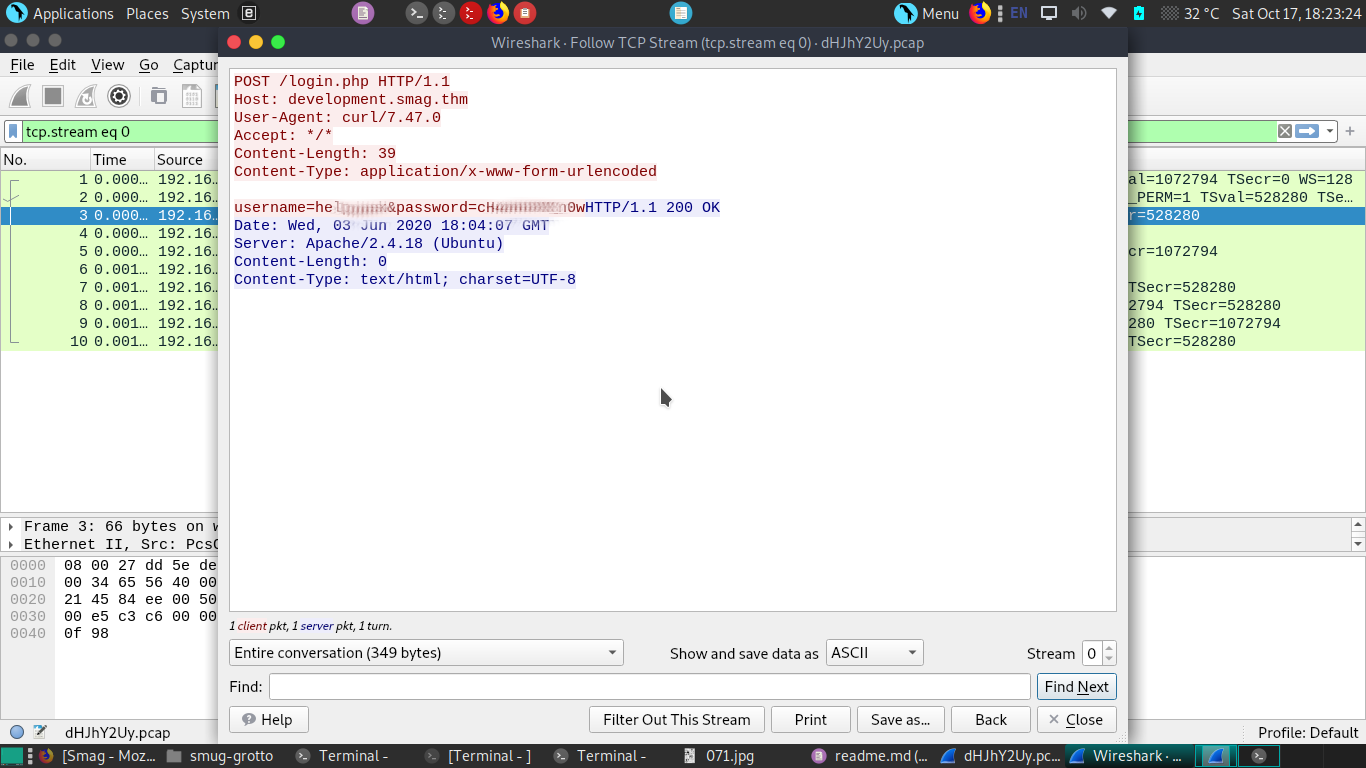 Applications Places System
Menu EN 32 °C Sat Oct 17, 18:23:24
Wireshark · Follow TCP Stream (tcp.stream eq 0) · dHJhY2Uy.pcap
File Edit View Go Captur
tcp.stream eq 0
No. Time Source
1 0.000… 192.16… al=1072794 TSecr=0 WS=128
2 0.000… 192.16… _PERM=1 TSval=528280 TSe…
3 0.000… 192.16… r=528280
4 0.000… 192.16…
5 0.000… 192.16… cr=1072794
6 0.001… 192.16…
7 0.001… 192.16… TSecr=528280
8 0.001… 192.16… 2794 TSecr=528280
9 0.001… 192.16… 280 TSecr=1072794
10 0.001… 192.16… TSecr=528280
POST /login.php HTTP/1.1
Host: development.smag.thm
User-Agent: curl/7.47.0
Accept: */*
Content-Length: 39
Content-Type: application/x-www-form-urlencoded
HTTP/1.1 200 OK
Date: Wed, 03 Jun 2020 18:04:07 GMT
Server: Apache/2.4.18 (Ubuntu)
Content-Length: 0
Content-Type: text/html; charset=UTF-8
Frame 3: 66 bytes on w
Ethernet II, Src: PcsC
0000 08 00 27 dd 5e de
0010 00 34 65 56 40 00
0020 21 45 84 ee 00 50
0030 00 e5 c3 c6 00 00
0040 0f 98
1 client pkt, 1 server pkt, 1 turn.
Entire conversation (349 bytes) Show and save data as ASCII Stream 0
Find: Find Next
Help Filter Out This Stream Print Save as… Back Close
dHJhY2Uy.pcap Profile: Default
[Smag - Moz… smug-grotto Terminal - [Terminal - ] Terminal - 071.jpg readme.md (… dHJhY2Uy.pc… Wireshark · …